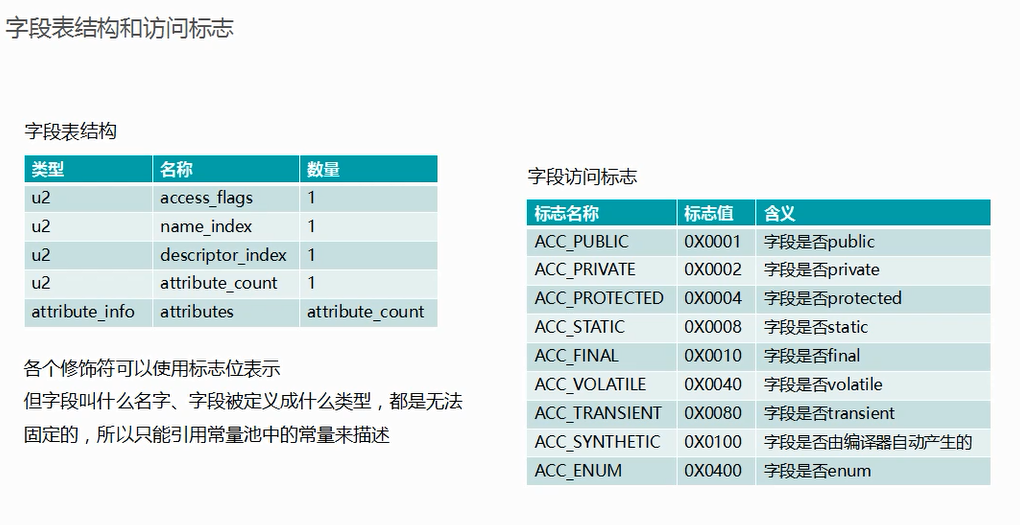 字段表结构和访问标志
字段表结构
类型 名称 数量
u2 access_flags 1
u2 name_index 1
u2 descriptor_index 1
u2 attribute_count 1
attribute_info attributes attribute_count
各个修饰符可以使用标志位表示
但字段叫什么名字、字段被定义成什么类型，都是无法
固定的，所以只能引用常量池中的常量来描述
字段访问标志
标志名称 标志值 含义
ACC_PUBLIC 0X0001 字段是否public
ACC_PRIVATE 0X0002 字段是否private
ACC_PROTECTED 0X0004 字段是否protected
ACC_STATIC 0X0008 字段是否static
ACC_FINAL 0X0010 字段是否final
ACC_VOLATILE 0X0040 字段是否volatile
ACC_TRANSIENT 0X0080 字段是否transient
ACC_SYNTHETIC 0X0100 字段是否由编译器自动产生的
ACC_ENUM 0X0400 字段是否enum